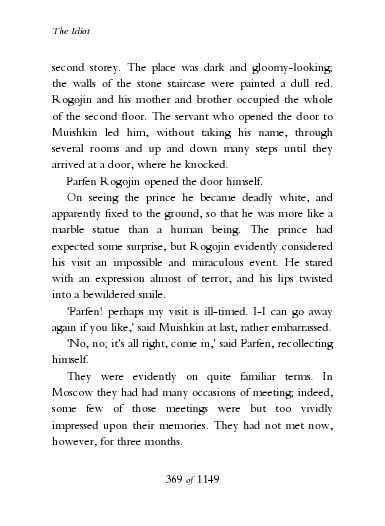 The Idiot
second storey. The place was dark and gloomy-looking;
the walls of the stone staircase were painted a dull red.
Rogojin and his mother and brother occupied the whole
of the second floor. The servant who opened the door to
Muishkin led him, without taking his name, through
several rooms and up and down many steps until they
arrived at a door, where he knocked.
Parfen Rogojin opened the door himself.
On seeing the prince he became deadly white, and
apparently fixed to the ground, so that he was more like a
marble statue than a human being. The prince had
expected some surprise, but Rogojin evidently considered
his visit an impossible and miraculous event. He stared
with an expression almost of terror, and his lips twisted
into a bewildered smile.
'Parfen! perhaps my visit is ill-timed. I-I can go away
again if you like,' said Muishkin at last, rather embarrassed.
'No, no; it's all right, come in,' said Parfen, recollecting
himself.
They were evidently on quite familiar terms. In
Moscow they had had many occasions of meeting; indeed,
some few of those meetings were but too vividly
impressed upon their memories. They had not met now,
however, for three months.
369 of 1149